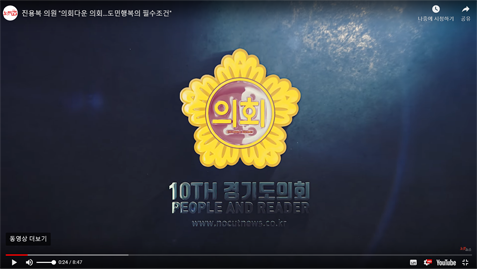 진용복 의원 "의회다운 의회...도민행복의 필수조건"
나중에 시청하기
공유
의회
10TH 경기도의회
PEOPLE AND READER
www.nocutnews.co.kr
동영상 더보기
0:24 / 8:47
YouTube